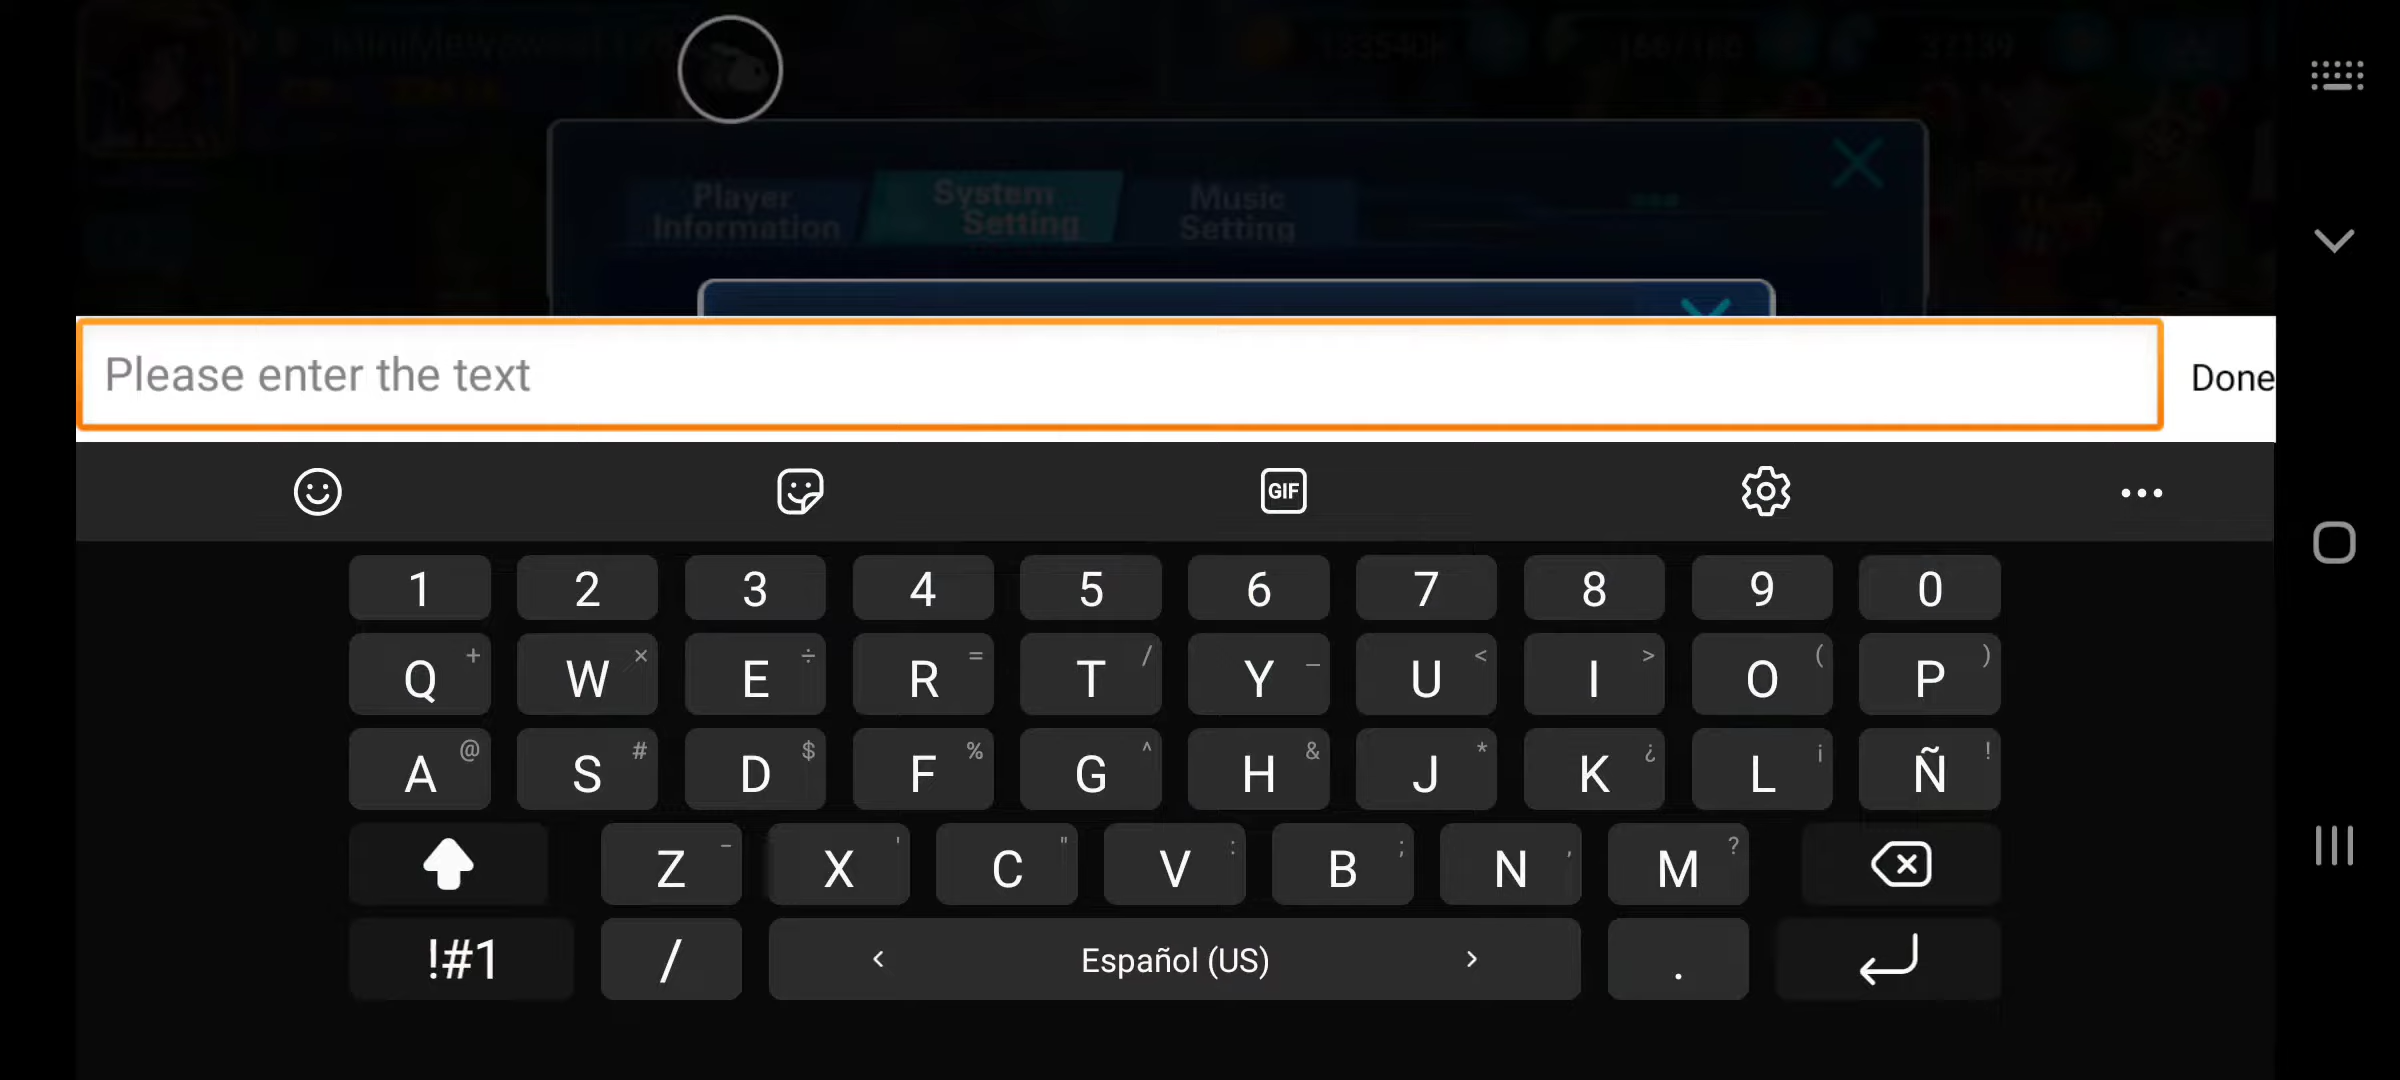 Player
Information
System
Setting
Music
Setting
Please enter the text
Done
GIF
1 2 3 4 5 6 7 8 9 0
Q + W × E ÷ R = T / Y _ U < I > O ( P )
A @ S # D $ F % G ^ H & J * K ¿ L ¡ Ñ !
Z - X ' C " V : B ; N , M ?
!#1 / < Español (US) > .